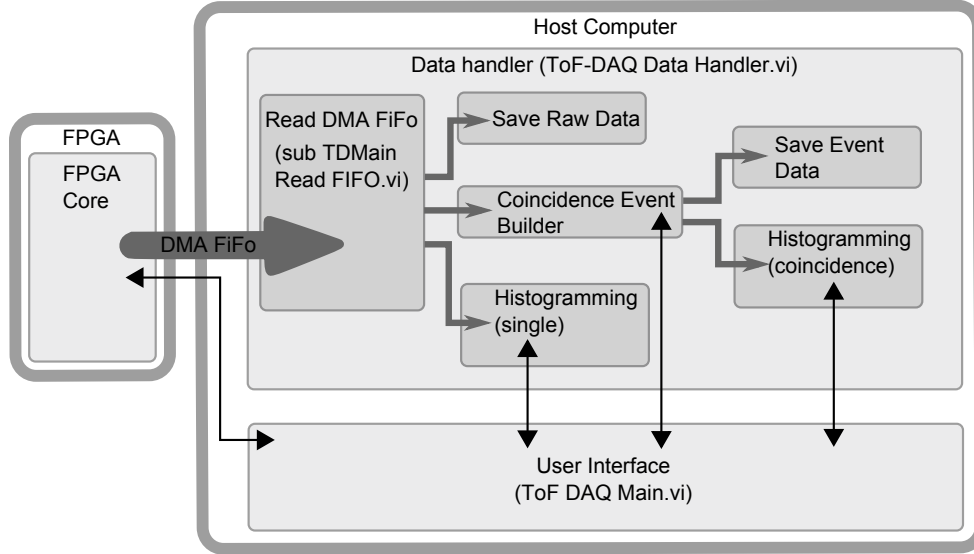 Host Computer
Data handler (ToF-DAQ Data Handler.vi)
FPGA
FPGA
Core
DMA FiFo
Read DMA FiFo
(sub TDMain
Read FIFO.vi)
Save Raw Data
Coincidence Event
Builder
Histogramming
(single)
Save Event
Data
Histogramming
(coincidence)
User Interface
(ToF DAQ Main.vi)